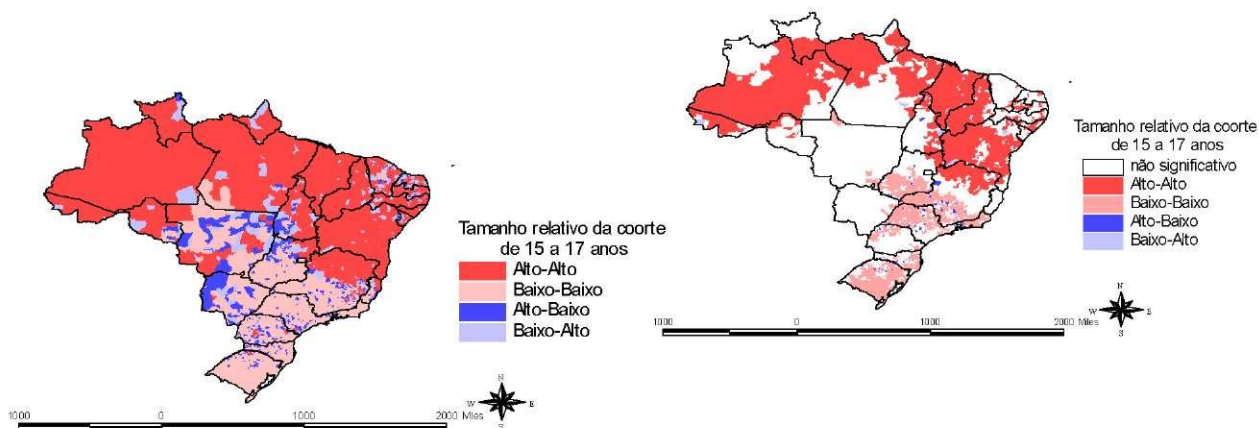 Tamanho relativo da coorte
de 15 a 17 anos
Alto-Alto
Baixo-Baixo
Alto-Baixo
Baixo-Alto
N
W
E
S
1000
0
1000
2000 Miles
Tamanho relativo da coorte
de 15 a 17 anos
não significativo
Alto-Alto
Baixo-Baixo
Alto-Baixo
Baixo-Alto
N
W
E
S
1000
0
1000
2000 Miles